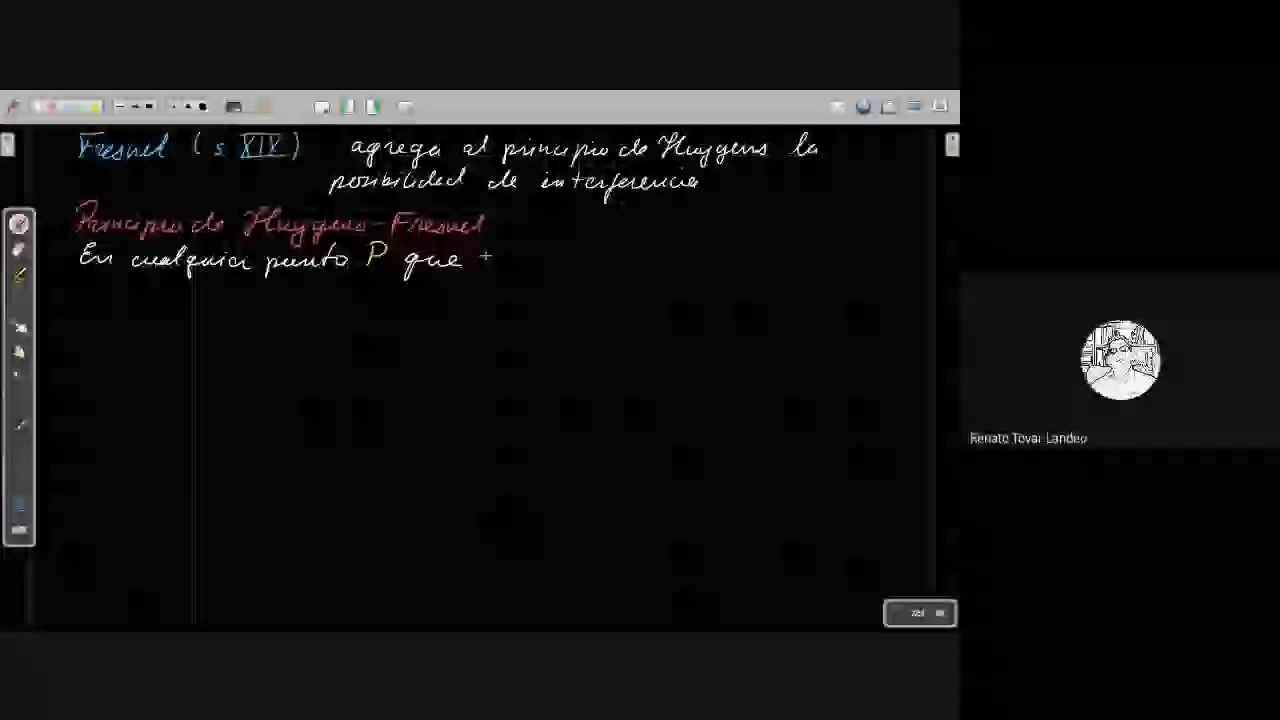 Fresnel (s XIX) agrega al principio de Huygens la
posibilidad de interferencia
Principio de Huygens-Fresnel
En cualquier punto P que
Renato Tovar Landeo